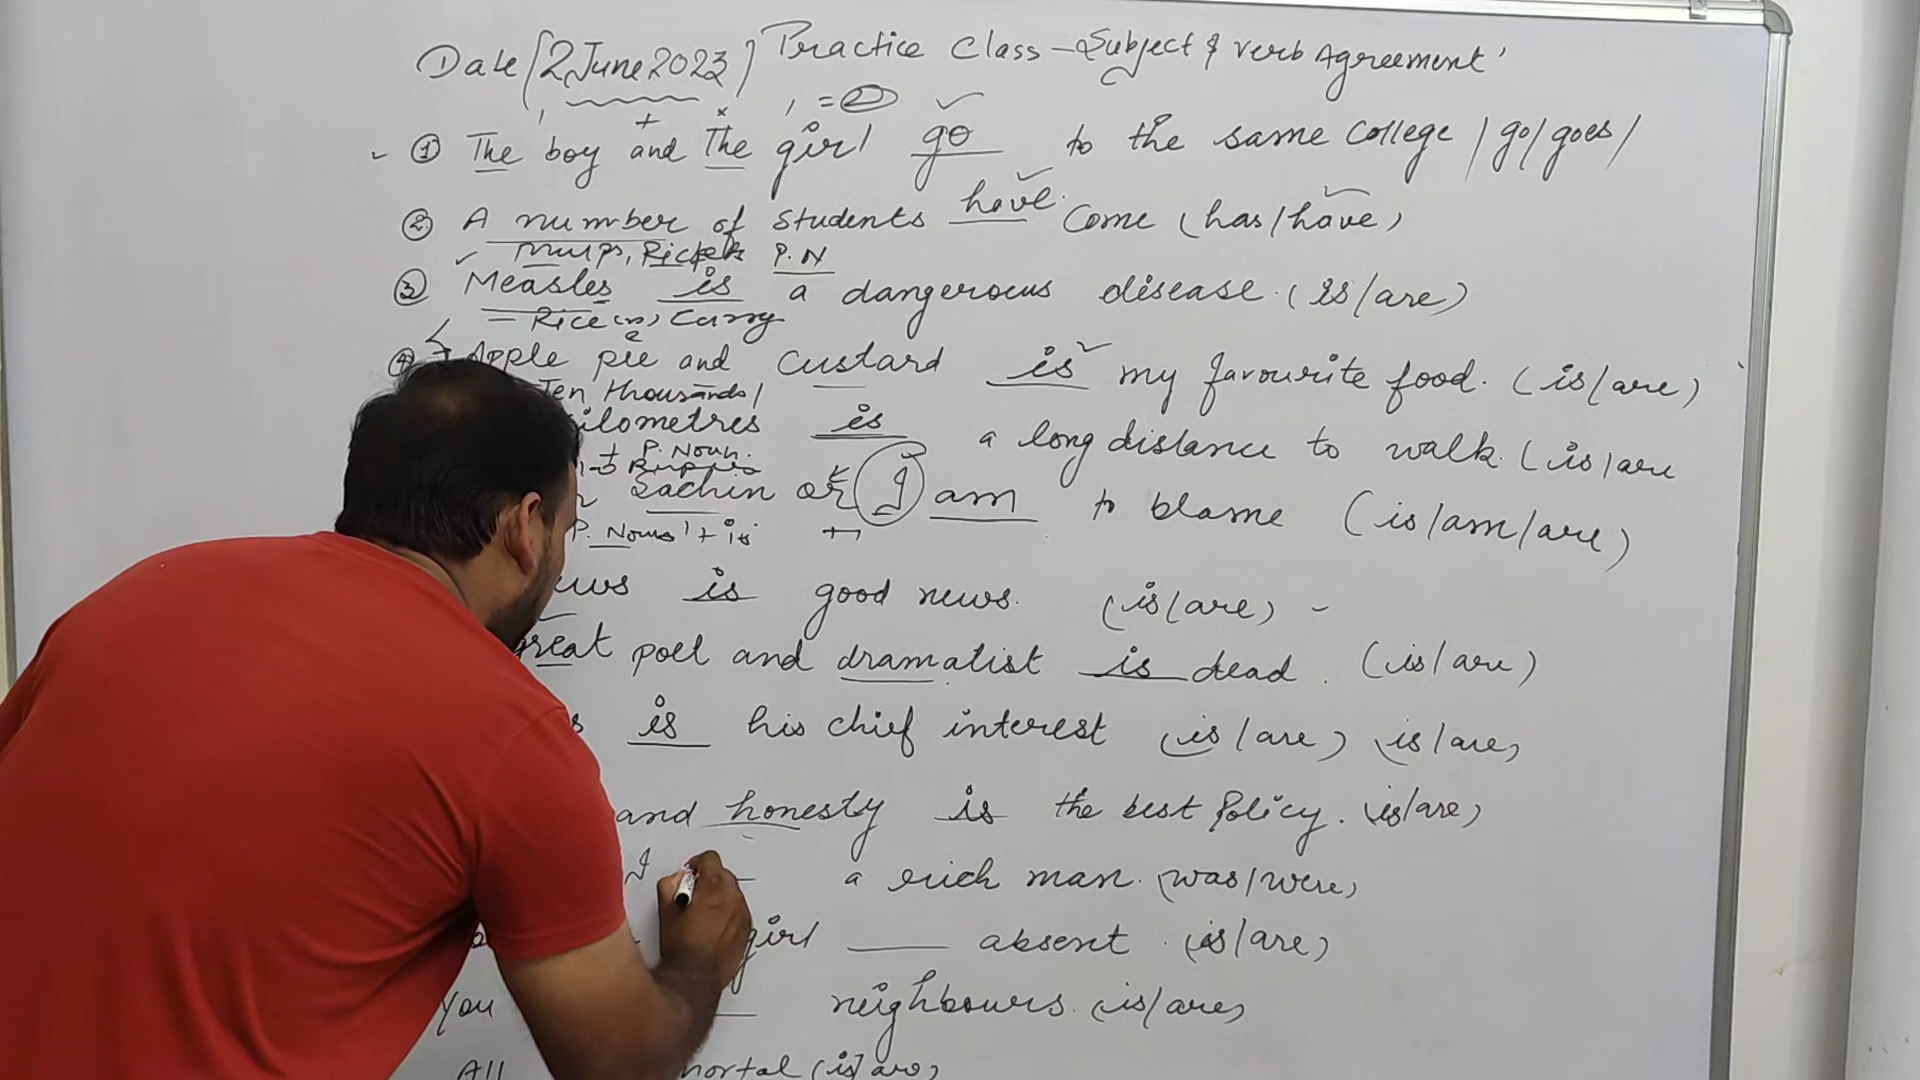 Date (2 June 2023) Practice Class - Subject & verb Agreement'
① The boy and The girl go to the same College / go/goes/
② A number of students have come (has/have)
Mumps, Rickets P.N
③ Measles is a dangerous disease. (is/are)
- Rice (n) Curry
④ Apple pie and custard is my favourite food. (is/are)
Ten thousands/
ilometres is a long distance to walk. (is/are
+ P. Noun.
Sachin or I am to blame (is/am/are)
P. Nouns + is
ews is good news. (is/are) -
great poet and dramatist is dead. (is/are)
s is his chief interest (is/are) (is/are)
and honesty is the best policy. (is/are)
I a rich man. (was/were)
girl ___ absent. (is/are)
You ___ neighbours. (is/are)
All mortal (is/are)